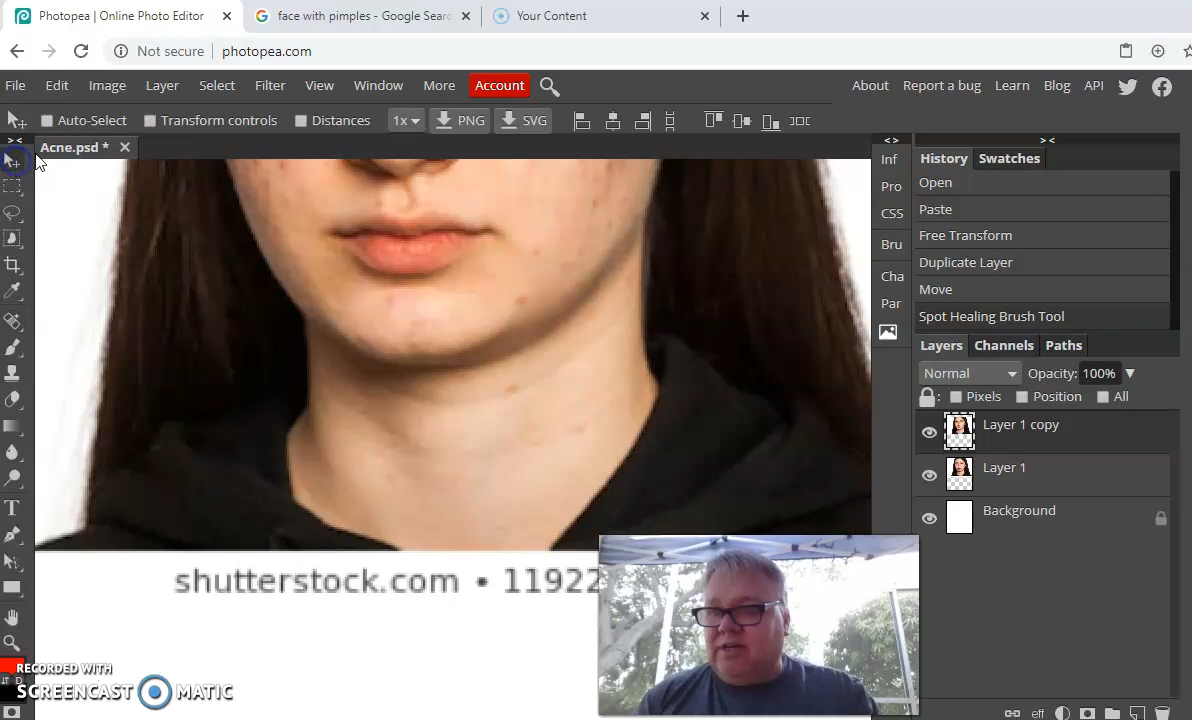 Photopea | Online Photo Editor
face with pimples - Google Searc
Your Content
Not secure
photopea.com
File Edit Image Layer Select Filter View Window More Account
About Report a bug Learn Blog API
Auto-Select Transform controls Distances 1x PNG SVG
Acne.psd *
> <
< >
> <
Inf
Pro
CSS
Bru
Cha
Par
History Swatches
Open
Paste
Free Transform
Duplicate Layer
Move
Spot Healing Brush Tool
Layers Channels Paths
Normal Opacity: 100%
: Pixels Position All
Layer 1 copy
Layer 1
Background
shutterstock.com • 11922
T
D
RECORDED WITH
SCREENCAST MATIC
eff